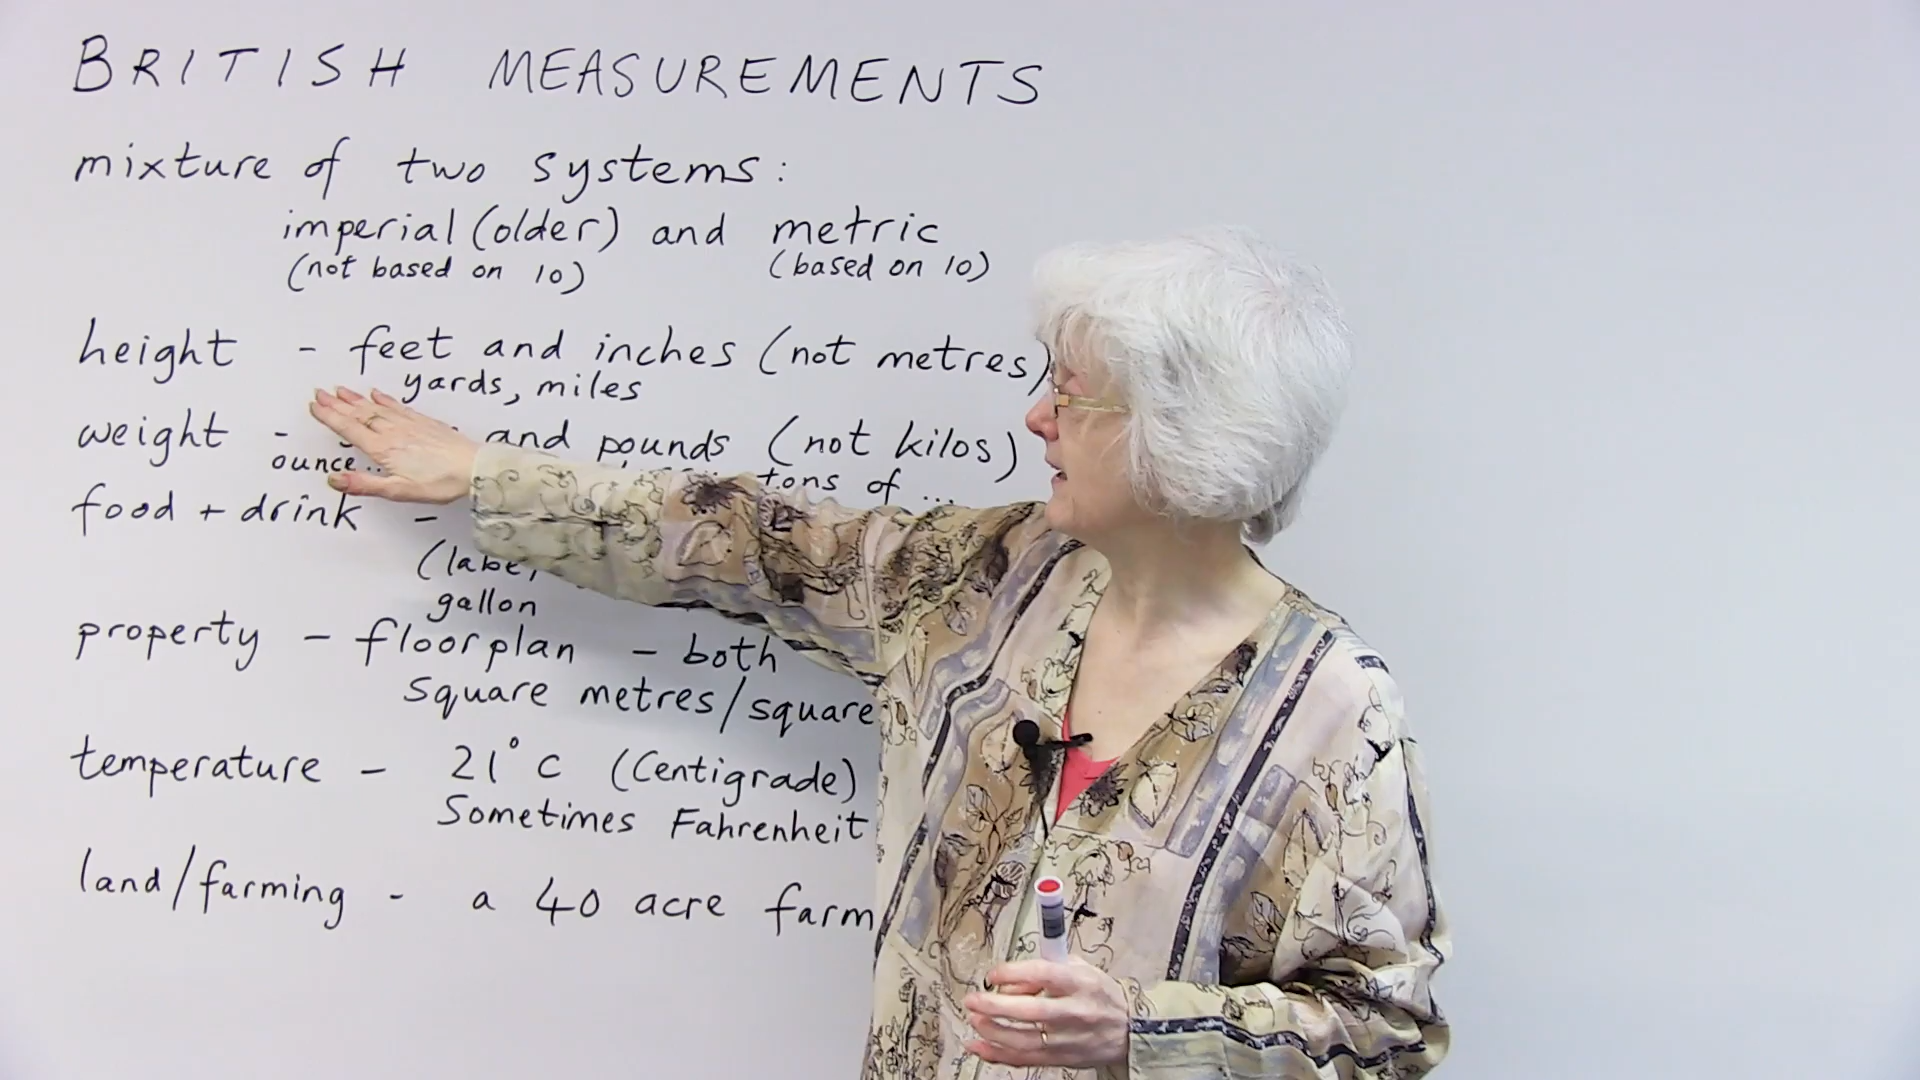 BRITISH MEASUREMENTS
mixture of two systems:
imperial (older) and metric
(not based on 10) (based on 10)
height - feet and inches (not metres)
yards, miles
weight - and pounds (not kilos)
ounce.. tons of ...
food + drink -
(label
gallon
property - floorplan - both
square metres/square
temperature - 21°C (Centigrade)
Sometimes Fahrenheit
land/farming - a 40 acre farm